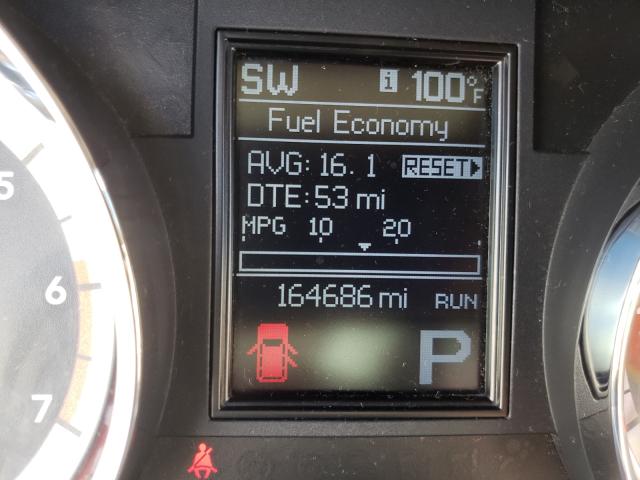 SW i 100°F
Fuel Economy
AVG: 16.1 RESET
DTE: 53 mi
MPG 10 20
164686 mi RUN
P
5
6
7